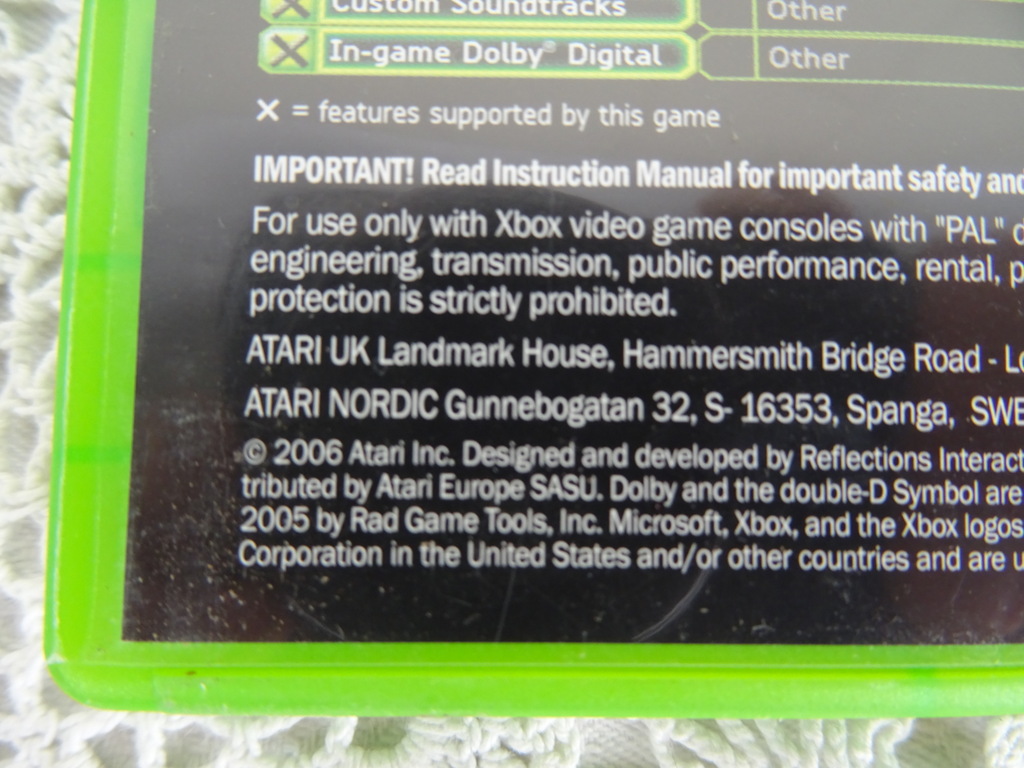 Custom Soundtracks Other
In-game Dolby® Digital Other
X = features supported by this game
IMPORTANT! Read Instruction Manual for important safety and
For use only with Xbox video game consoles with "PAL" d
engineering, transmission, public performance, rental, p
protection is strictly prohibited.
ATARI UK Landmark House, Hammersmith Bridge Road - Lo
ATARI NORDIC Gunnebogatan 32, S- 16353, Spanga, SWE
© 2006 Atari Inc. Designed and developed by Reflections Interact
tributed by Atari Europe SASU. Dolby and the double-D Symbol are
2005 by Rad Game Tools, Inc. Microsoft, Xbox, and the Xbox logos
Corporation in the United States and/or other countries and are u